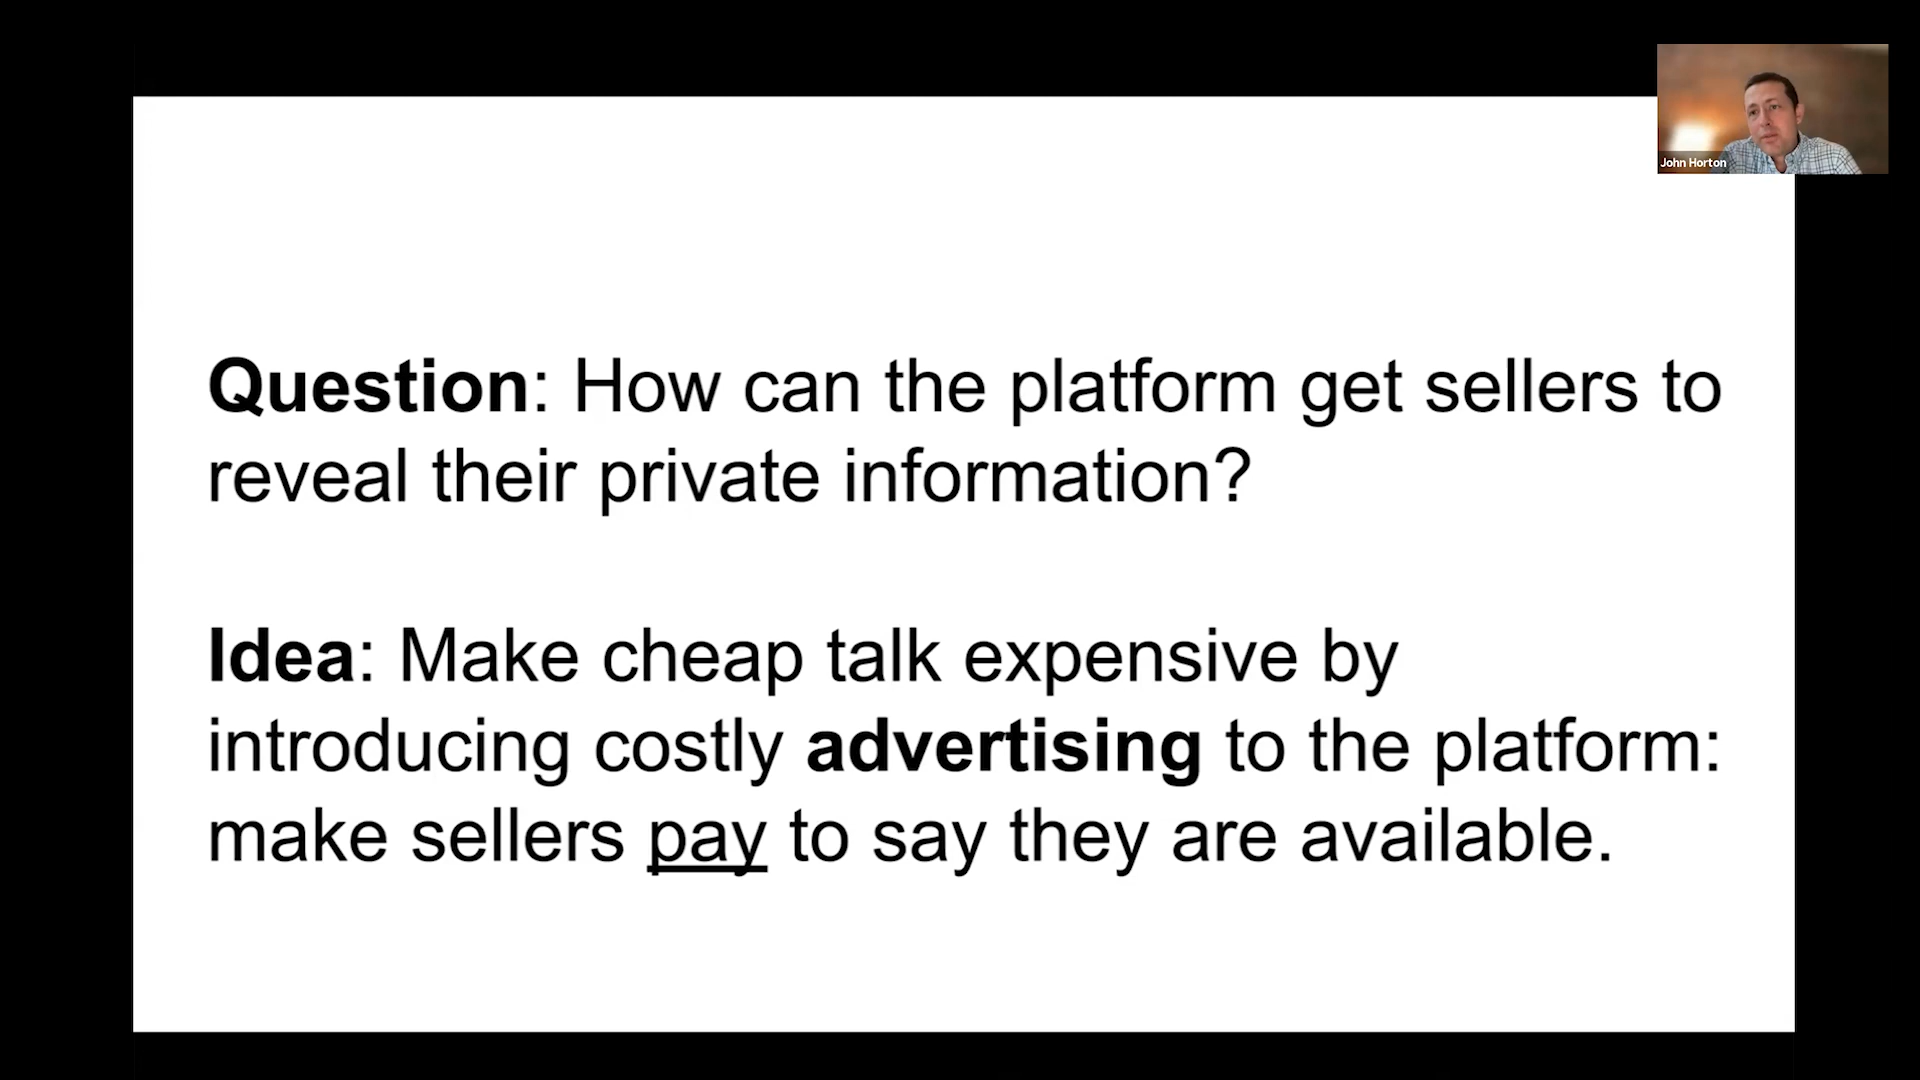 John Horton
Question: How can the platform get sellers to
reveal their private information?
Idea: Make cheap talk expensive by
introducing costly advertising to the platform:
make sellers pay to say they are available.